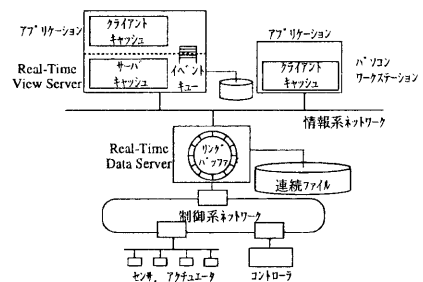 アプリケーション
クライアント
キャッシュ
Real-Time
View Server
サーバ
キャッシュ
イベント
キュー
アプリケーション
クライアント
キャッシュ
パソコン
ワークステーション
情報系ネットワーク
Real-Time
Data Server
リング
バッファ
連続ファイル
制御系ネットワーク
センサ, アクチュエータ
コントローラ